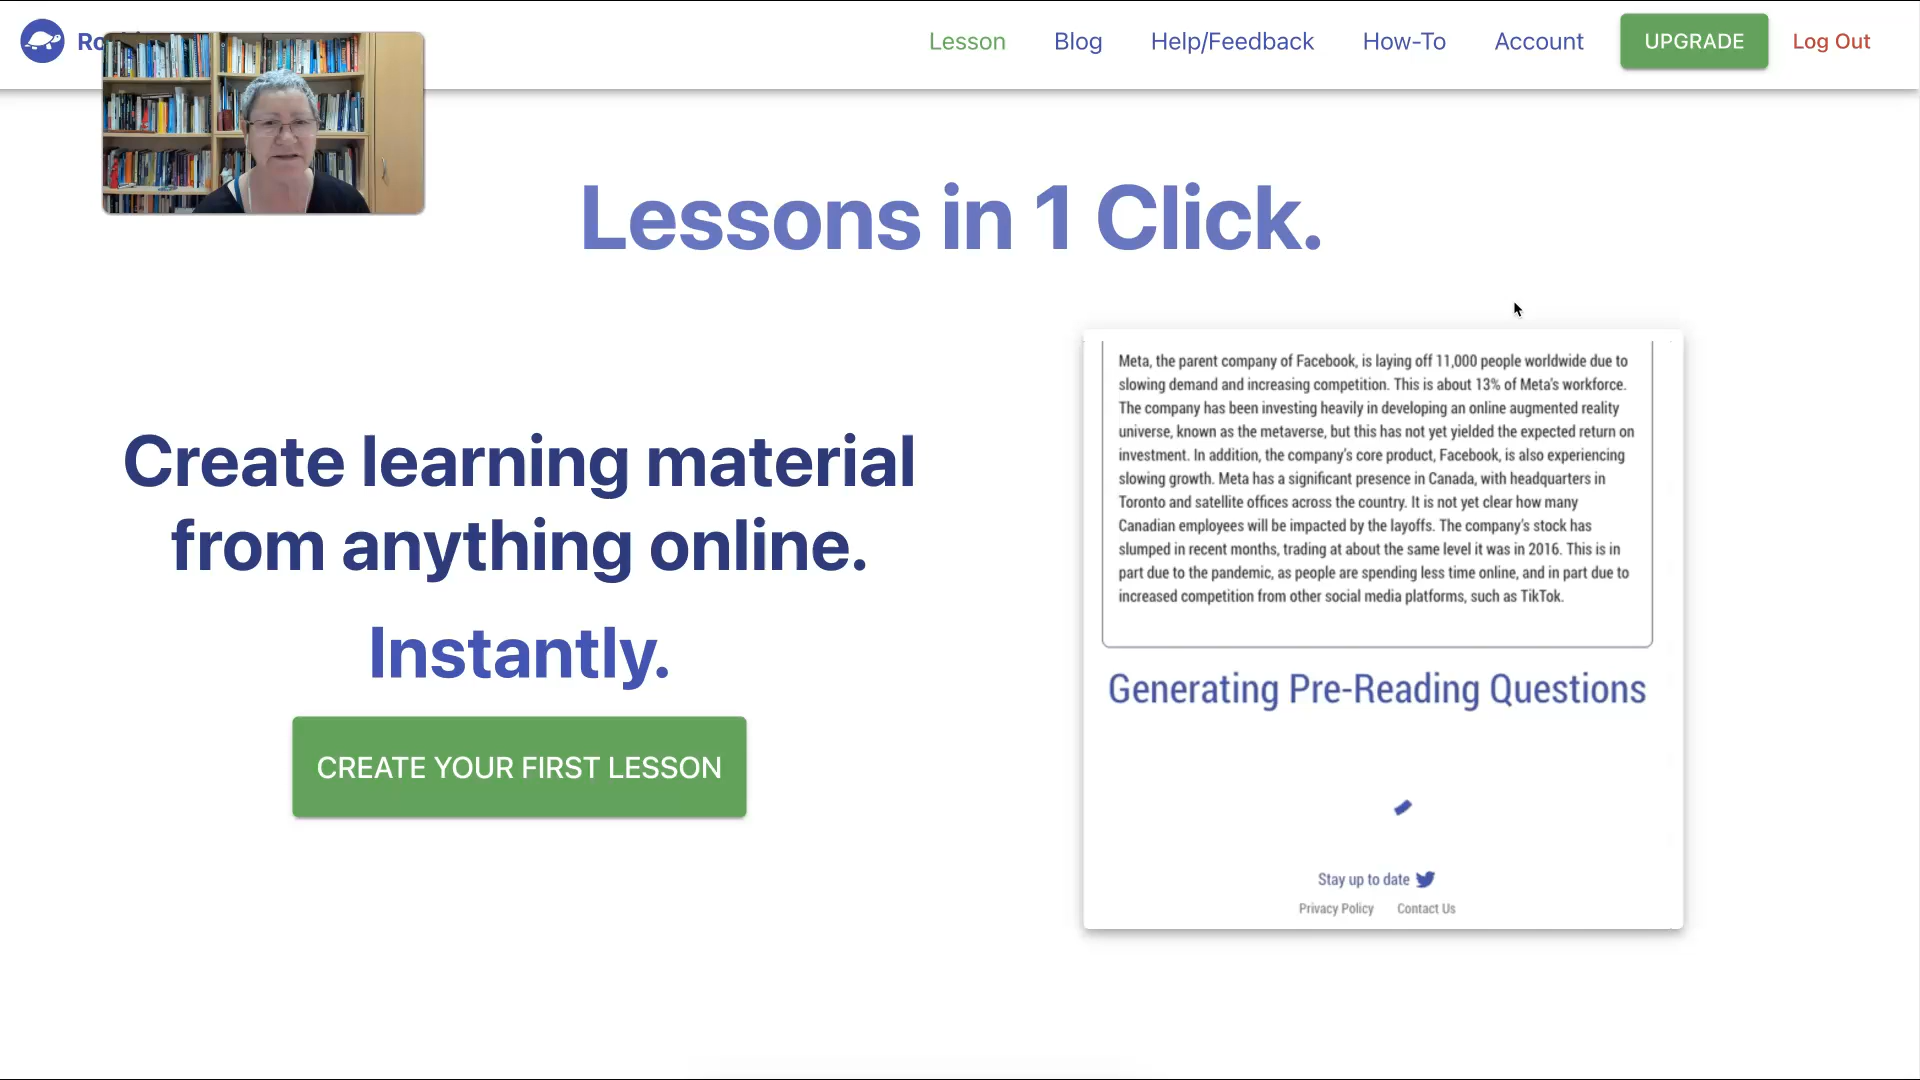 Lesson
Blog
Help/Feedback
How-To
Account
UPGRADE
Log Out
Lessons in 1 Click.
Create learning material
from anything online.
Instantly.
CREATE YOUR FIRST LESSON
Meta, the parent company of Facebook, is laying off 11,000 people worldwide due to
slowing demand and increasing competition. This is about 13% of Meta's workforce.
The company has been investing heavily in developing an online augmented reality
universe, known as the metaverse, but this has not yet yielded the expected return on
investment. In addition, the company's core product, Facebook, is also experiencing
slowing growth. Meta has a significant presence in Canada, with headquarters in
Toronto and satellite offices across the country. It is not yet clear how many
Canadian employees will be impacted by the layoffs. The company's stock has
slumped in recent months, trading at about the same level it was in 2016. This is in
part due to the pandemic, as people are spending less time online, and in part due to
increased competition from other social media platforms, such as TikTok.
Generating Pre-Reading Questions
Stay up to date
Privacy Policy
Contact Us